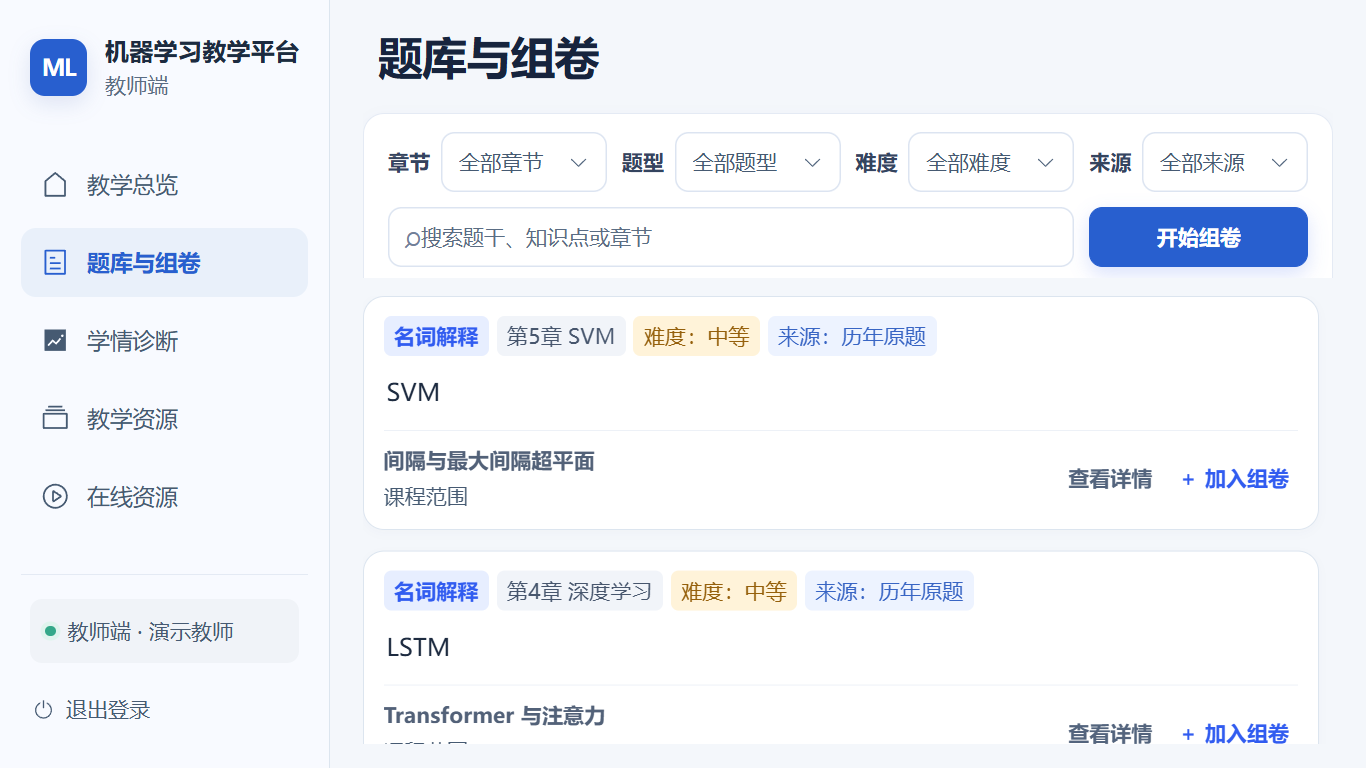 ML
机器学习教学平台
教师端
教学总览
题库与组卷
学情诊断
教学资源
在线资源
教师端 · 演示教师
退出登录
题库与组卷
章节 全部章节 题型 全部题型 难度 全部难度 来源 全部来源
搜索题干、知识点或章节 开始组卷
名词解释 第5章 SVM 难度：中等 来源：历年原题
SVM
间隔与最大间隔超平面
课程范围
查看详情 + 加入组卷
名词解释 第4章 深度学习 难度：中等 来源：历年原题
LSTM
Transformer 与注意力
查看详情 + 加入组卷